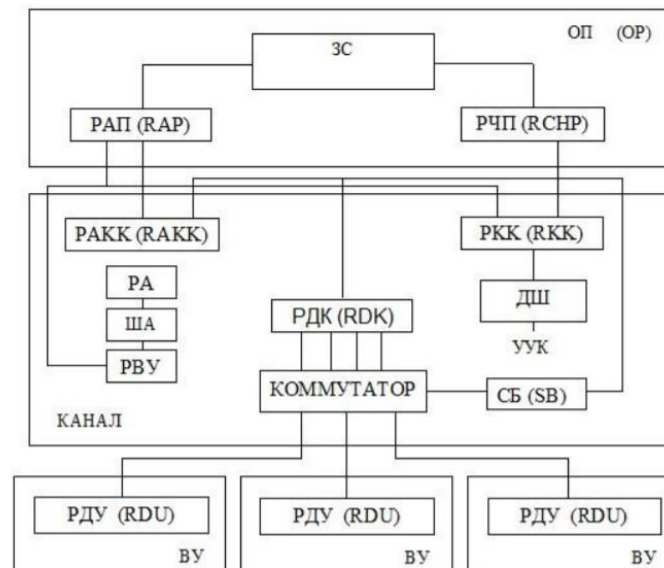 ЗС
ОП (ОР)
РАП (RAP)
РЧП (RCHP)
РАКК (RAKK)
РКК (RKK)
РА
ША
РВУ
РДК (RDK)
ДШ
УУК
КОММУТАТОР
СБ (SB)
КАНАЛ
РДУ (RDU)
РДУ (RDU)
РДУ (RDU)
ВУ
ВУ
ВУ